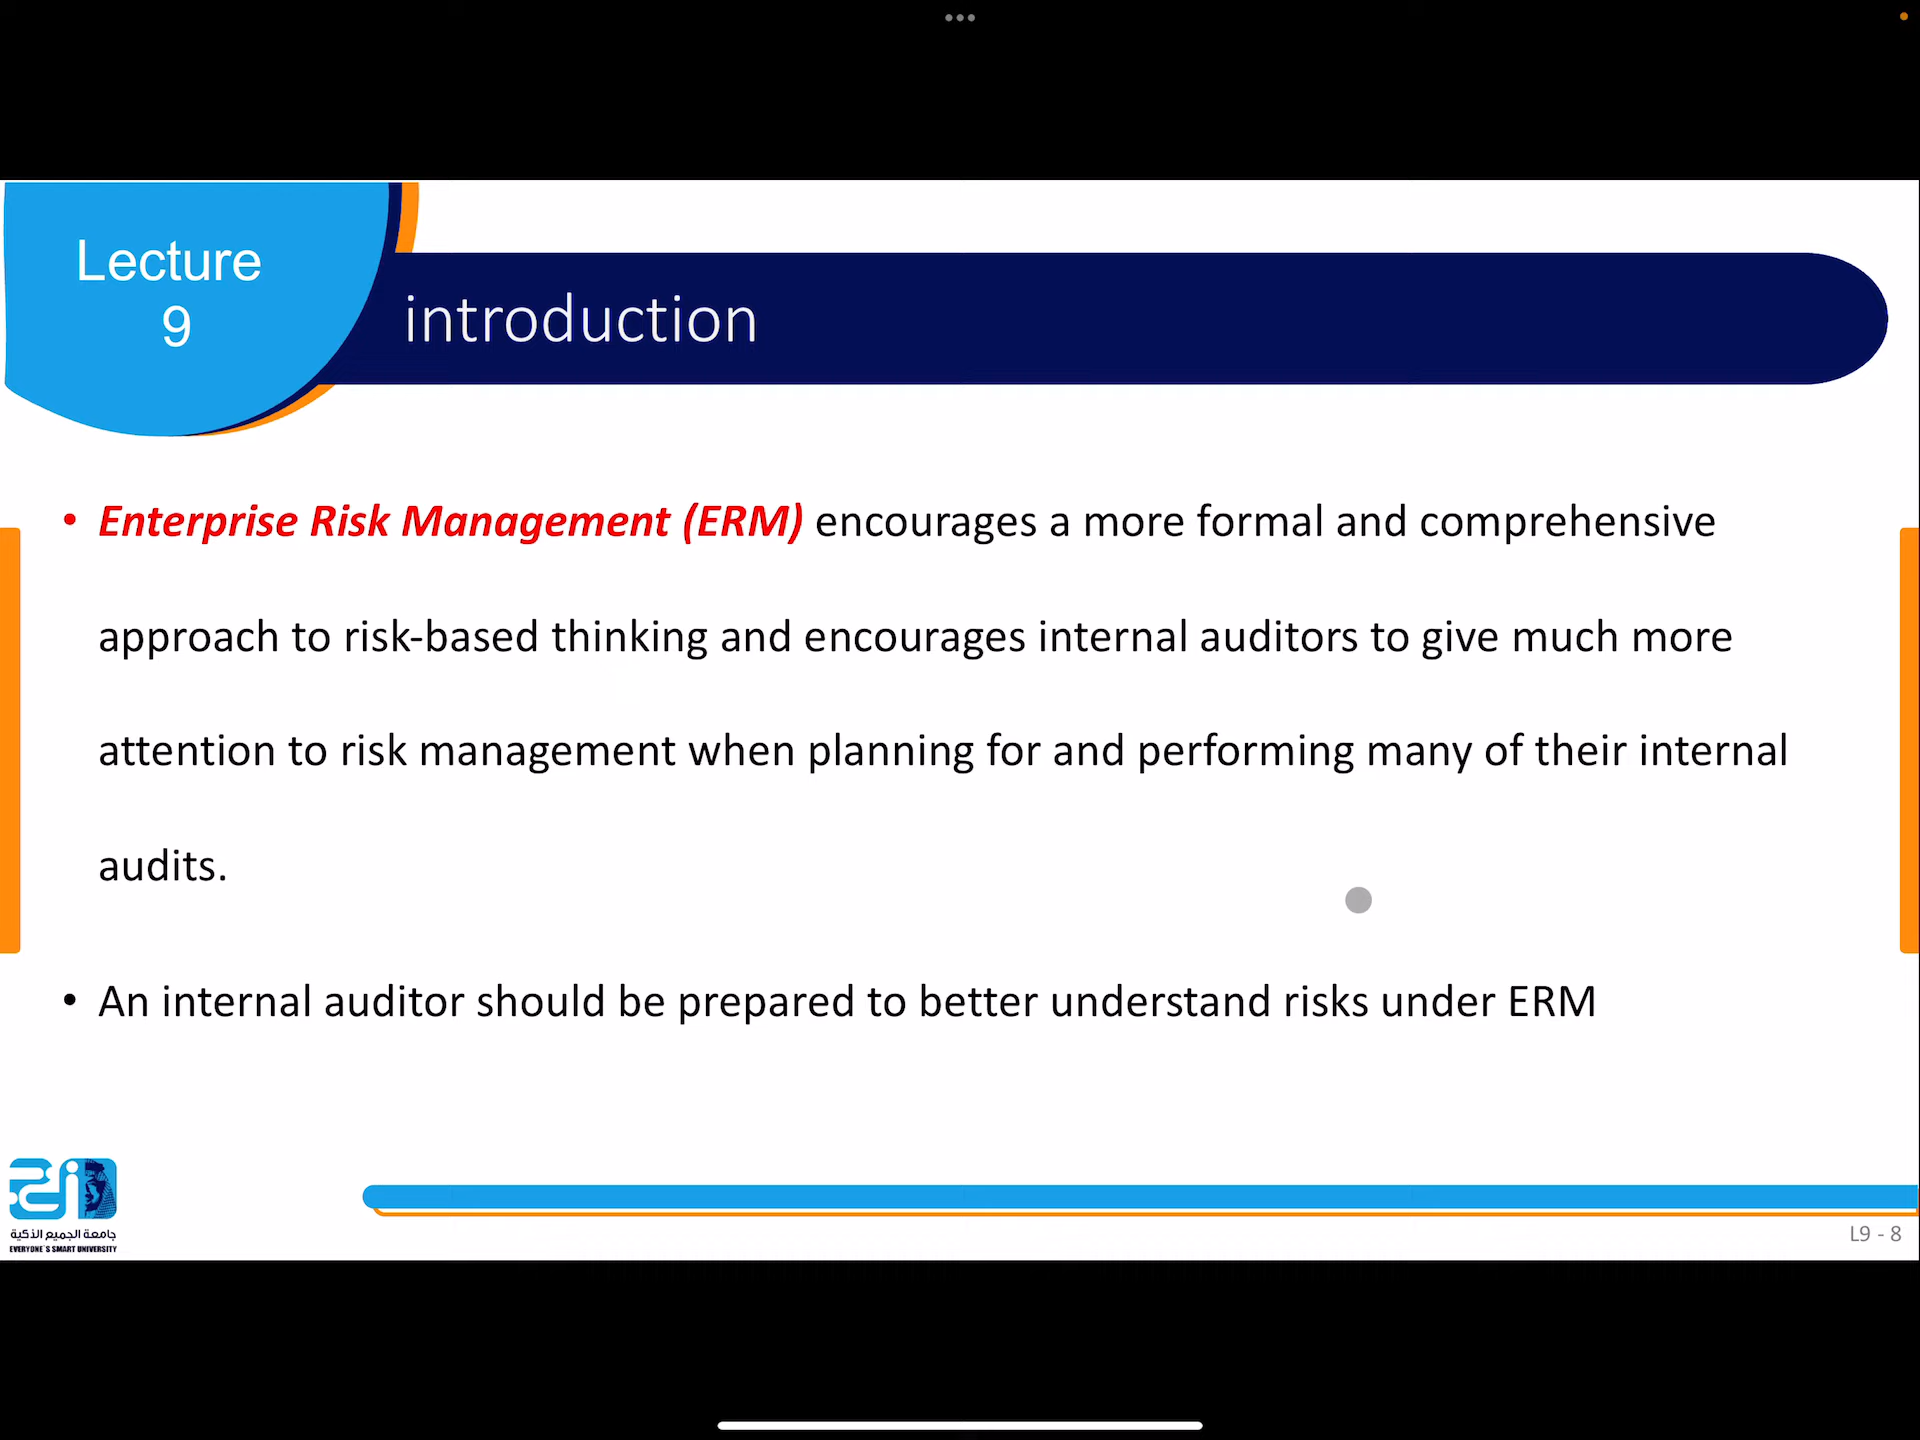 Lecture
9
introduction
• Enterprise Risk Management (ERM) encourages a more formal and comprehensive
approach to risk-based thinking and encourages internal auditors to give much more
attention to risk management when planning for and performing many of their internal
audits.
• An internal auditor should be prepared to better understand risks under ERM
جامعة الجميع الذكية
EVERYONE`S SMART UNIVERSITY
L9 - 8